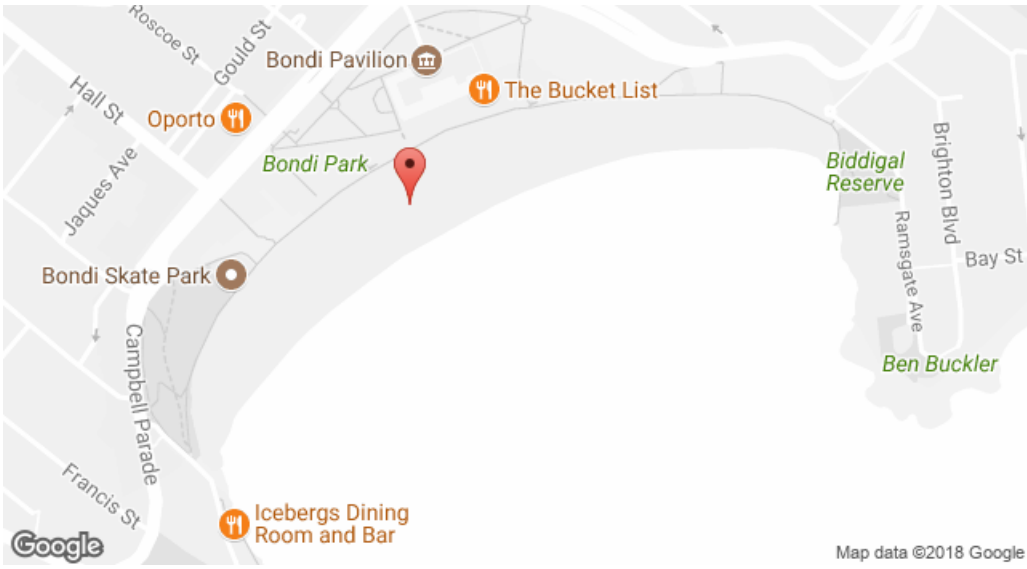 Roscoe St
Gould St
Bondi Pavilion
Hall St
The Bucket List
Oporto
Bondi Park
Jaques Ave
Biddigal
Reserve
Brighton Blvd
Ramsgate Ave
Bay St
Bondi Skate Park
Campbell Parade
Ben Buckler
Francis St
Icebergs Dining
Room and Bar
Google
Map data ©2018 Google